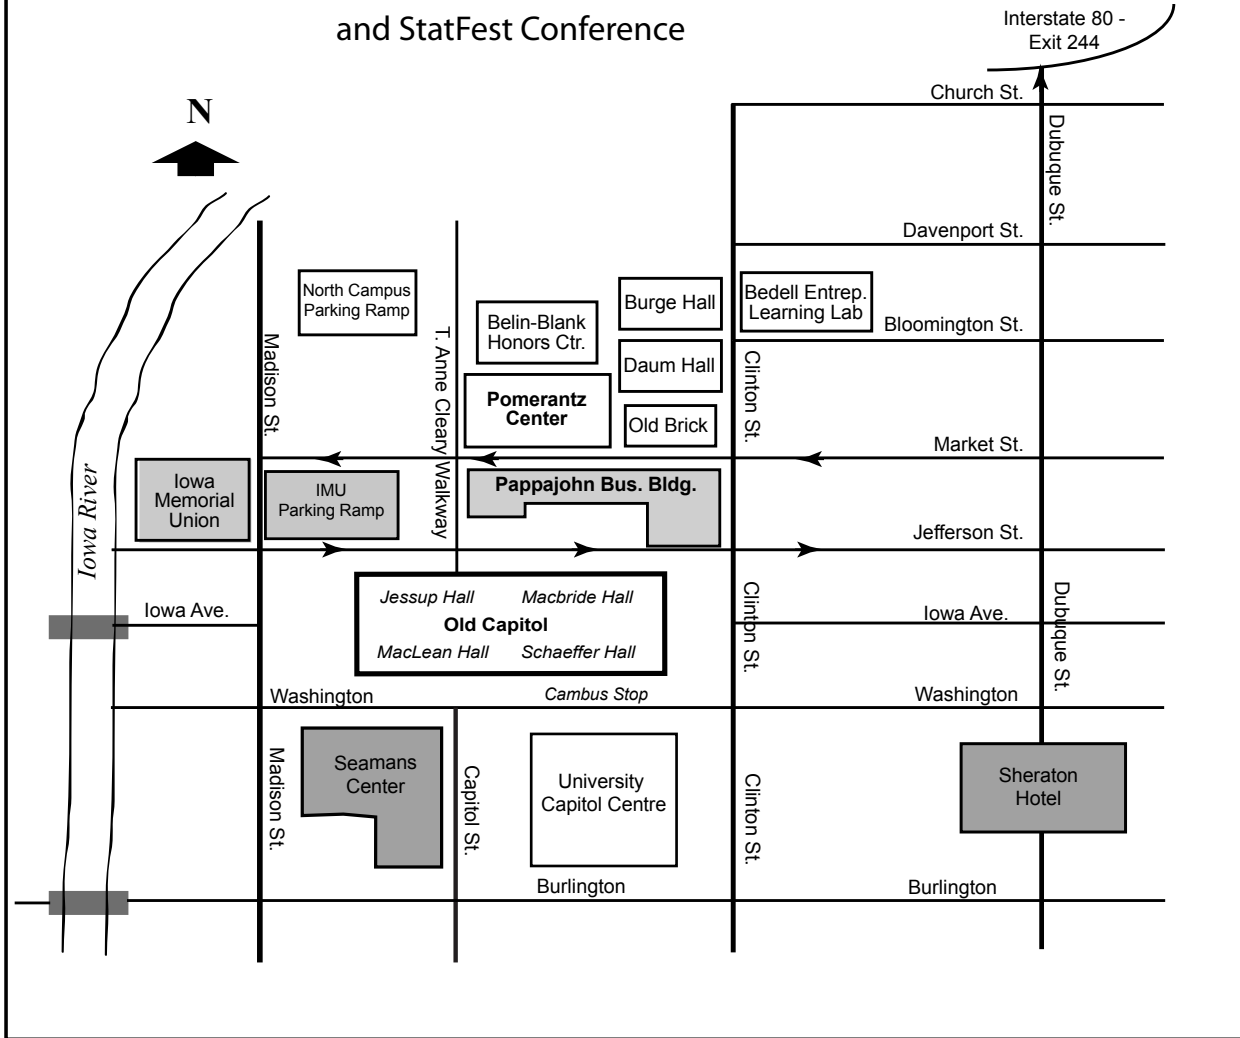 and StatFest Conference
Interstate 80 -
Exit 244
N
Church St.
Dubuque St.
Davenport St.
North Campus
Parking Ramp
Belin-Blank
Honors Ctr.
Burge Hall
Bedell Entrep.
Learning Lab
Bloomington St.
Madison St.
T. Anne Cleary Walkway
Daum Hall
Clinton St.
Pomerantz
Center
Old Brick
Market St.
Iowa River
Iowa
Memorial
Union
IMU
Parking Ramp
Pappajohn Bus. Bldg.
Jefferson St.
Iowa Ave.
Jessup Hall
Macbride Hall
Old Capitol
MacLean Hall
Schaeffer Hall
Clinton St.
Iowa Ave.
Dubuque St.
Washington
Cambus Stop
Washington
Madison St.
Seamans
Center
Capitol St.
University
Capitol Centre
Clinton St.
Sheraton
Hotel
Burlington
Burlington